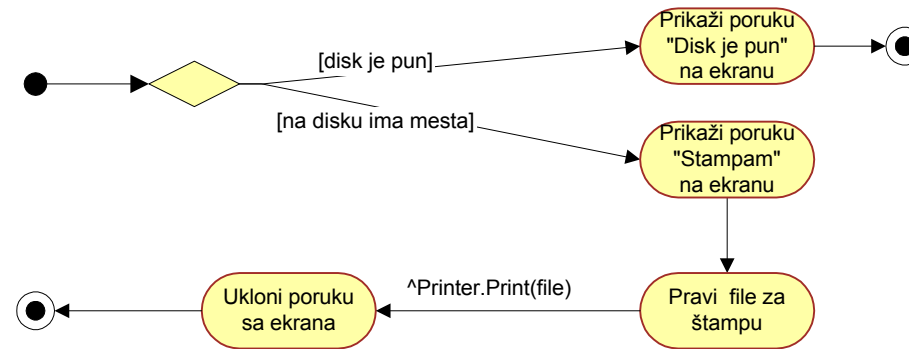 [disk je pun]
Prikaži poruku
"Disk je pun"
na ekranu
[na disku ima mesta]
Prikaži poruku
"Stampam"
na ekranu
Ukloni poruku
sa ekrana
^Printer.Print(file)
Pravi  file za
štampu